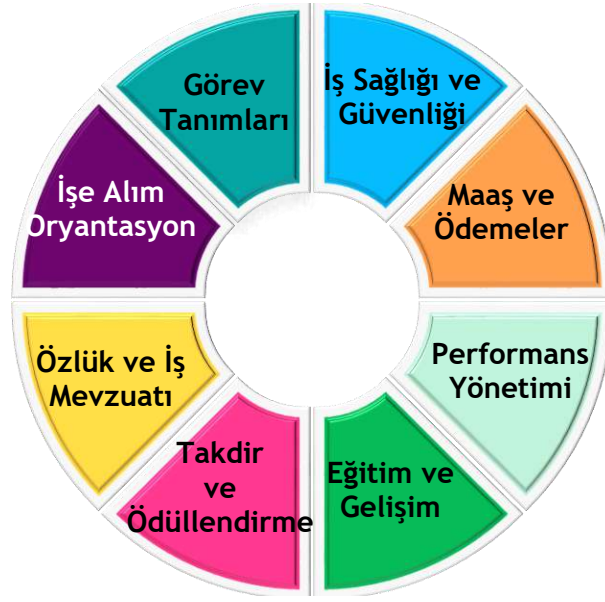 Görev
Tanımları
İş Sağlığı ve
Güvenliği
Maaş ve
Ödemeler
Performans
Yönetimi
Eğitim ve
Gelişim
Takdir
ve
Ödüllendirme
Özlük ve İş
Mevzuatı
İşe Alım
Oryantasyon